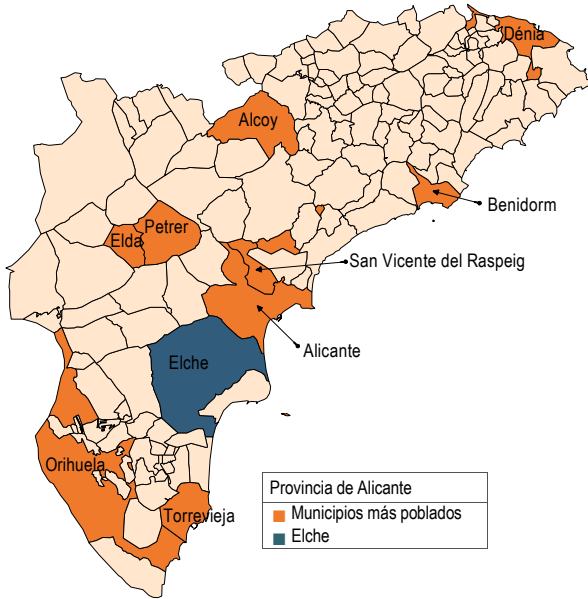 Dénia
Alcoy
Benidorm
Petrer
Elda
San Vicente del Raspeig
Alicante
Elche
Orihuela
Torrevieja
Provincia de Alicante
Municipios más poblados
Elche